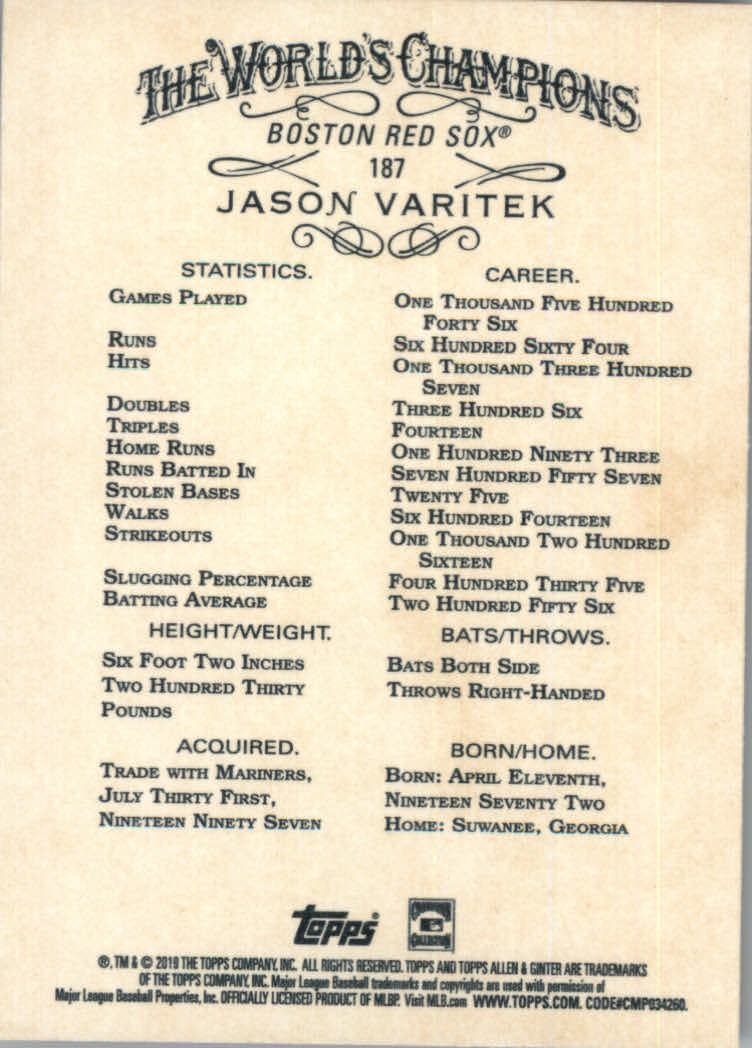 THE WORLD'S CHAMPIONS
BOSTON RED SOX®
187
JASON VARITEK
STATISTICS.
GAMES PLAYED
RUNS
HITS
DOUBLES
TRIPLES
HOME RUNS
RUNS BATTED IN
STOLEN BASES
WALKS
STRIKEOUTS
SLUGGING PERCENTAGE
BATTING AVERAGE
CAREER.
ONE THOUSAND FIVE HUNDRED
FORTY SIX
SIX HUNDRED SIXTY FOUR
ONE THOUSAND THREE HUNDRED
SEVEN
THREE HUNDRED SIX
FOURTEEN
ONE HUNDRED NINETY THREE
SEVEN HUNDRED FIFTY SEVEN
TWENTY FIVE
SIX HUNDRED FOURTEEN
ONE THOUSAND TWO HUNDRED
SIXTEEN
FOUR HUNDRED THIRTY FIVE
TWO HUNDRED FIFTY SIX
HEIGHT/WEIGHT.
SIX FOOT TWO INCHES
TWO HUNDRED THIRTY
POUNDS
BATS/THROWS.
BATS BOTH SIDE
THROWS RIGHT-HANDED
ACQUIRED.
TRADE WITH MARINERS,
JULY THIRTY FIRST,
NINETEEN NINETY SEVEN
BORN/HOME.
BORN: APRIL ELEVENTH,
NINETEEN SEVENTY TWO
HOME: SUWANEE, GEORGIA
topps®
COLLECTION
®, TM & © 2019 THE TOPPS COMPANY, INC. ALL RIGHTS RESERVED. TOPPS AND TOPPS ALLEN & GINTER ARE TRADEMARKS
OF THE TOPPS COMPANY, INC. Major League Baseball trademarks and copyrights are used with permission of
Major League Baseball Properties, Inc. OFFICIALLY LICENSED PRODUCT OF MLBP. Visit MLB.com WWW.TOPPS.COM. CODE#CMP034260.